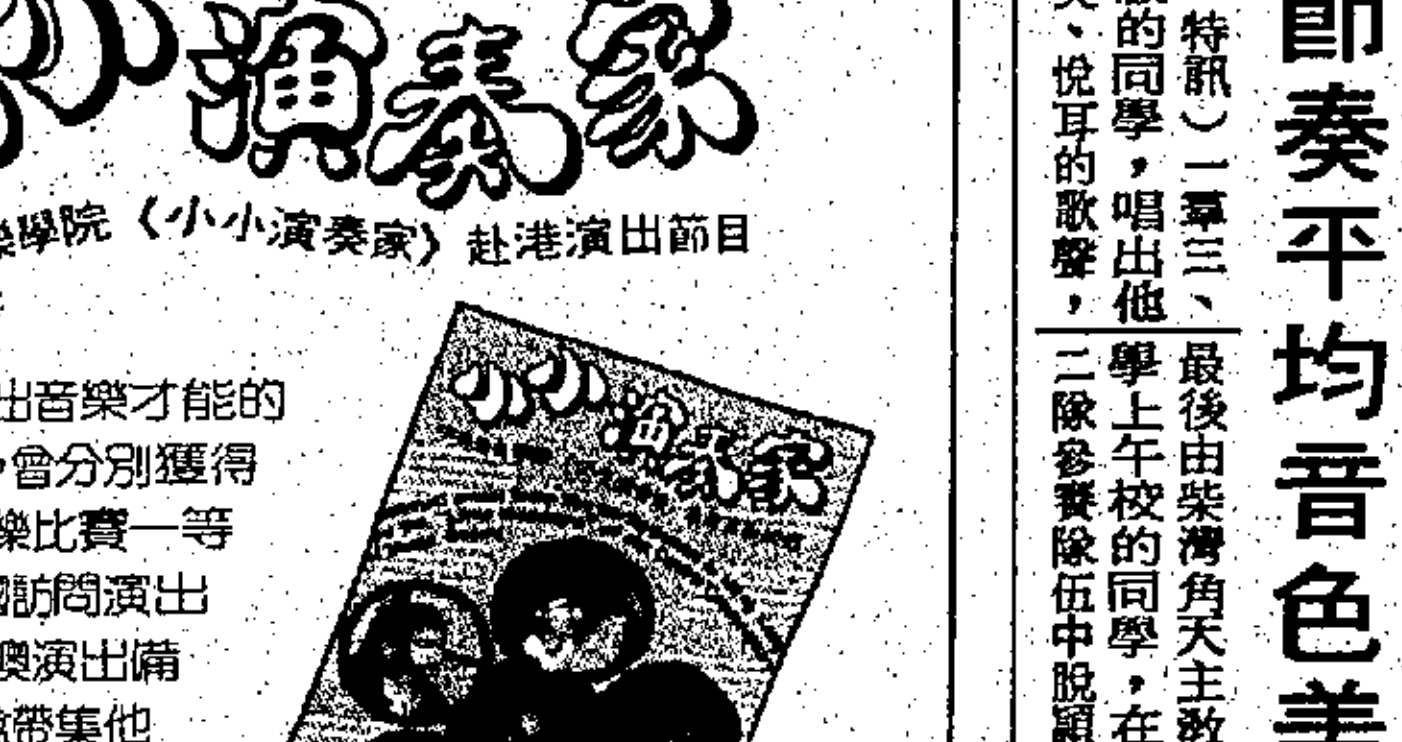 節奏平均音色美
特訊）一羣三、
的同學，唱出他
、悅耳的歌聲，
最後由柴灣角天主教
學上午校的同學，在
二隊參賽隊伍中脫穎
小演奏家
樂學院《小小演奏家》赴港演出節目
出音樂才能的
，曾分別獲得
樂比賽一等
國訪問演出
澳演出備
帶集他
小小演奏家